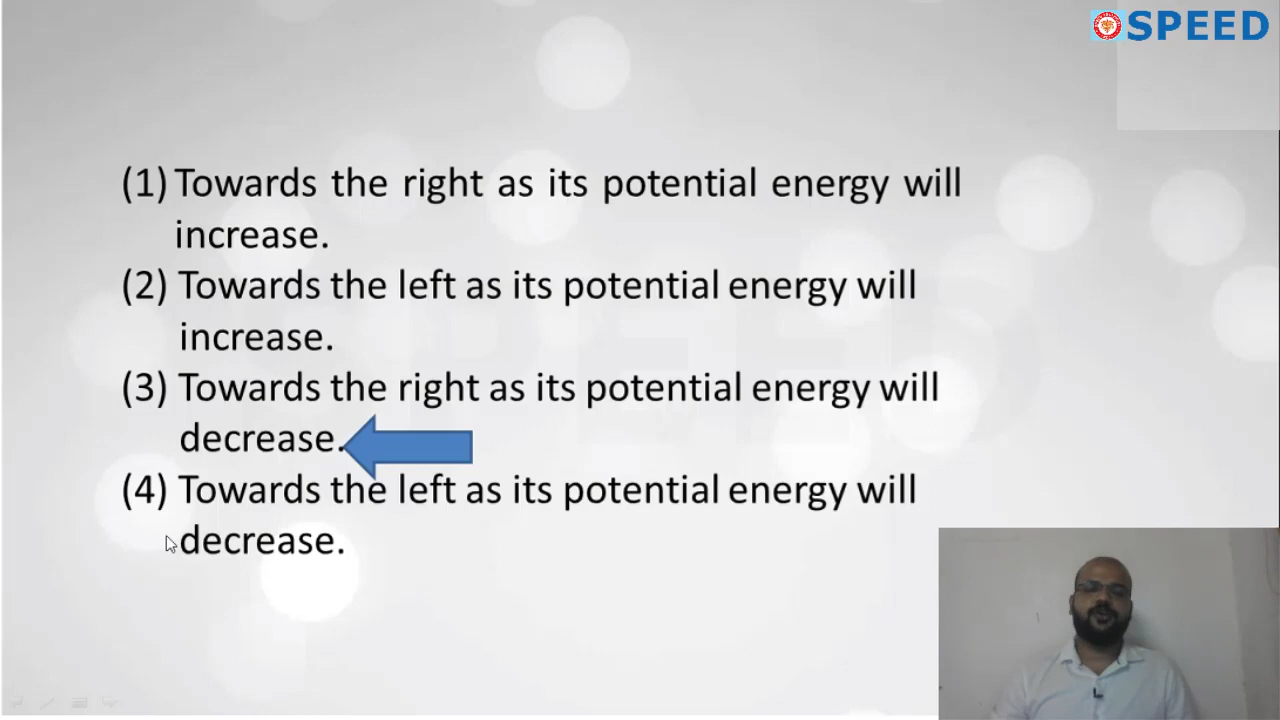 SPEED
(1) Towards the right as its potential energy will
increase.
(2) Towards the left as its potential energy will
increase.
(3) Towards the right as its potential energy will
decrease.
(4) Towards the left as its potential energy will
decrease.